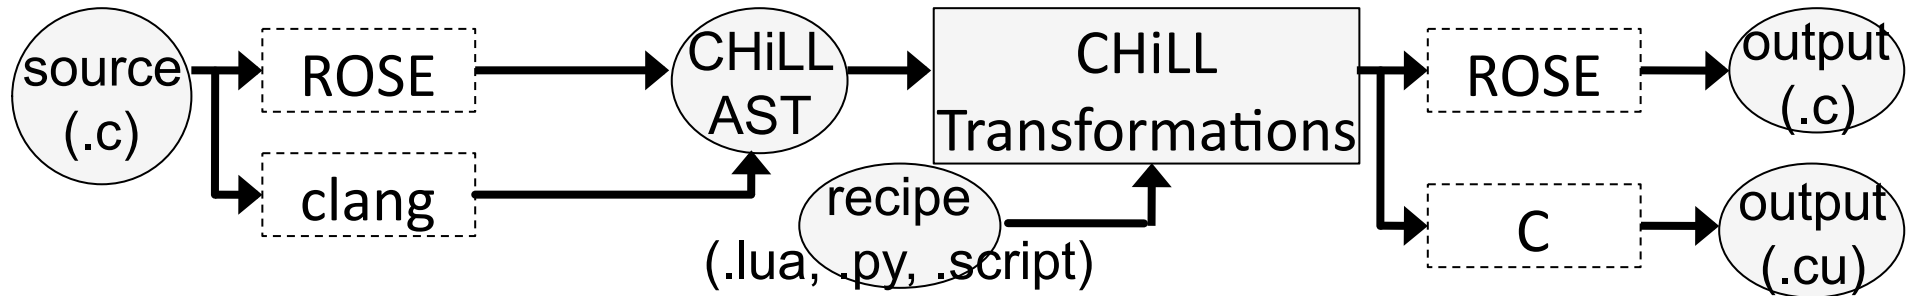 source
(.c)
ROSE
clang
CHiLL
AST
recipe
(.lua, .py, .script)
CHiLL
Transformations
ROSE
C
output
(.c)
output
(.cu)